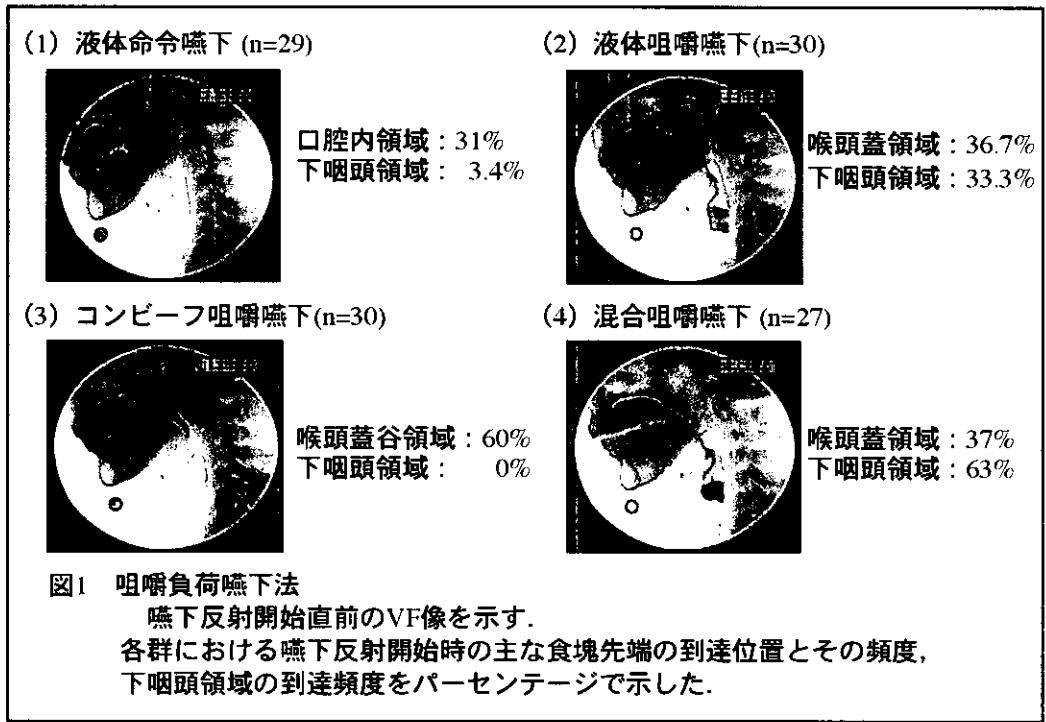 (1) 液体命令嚥下 (n=29)
口腔内領域：31%
下咽頭領域： 3.4%
(2) 液体咀嚼嚥下(n=30)
喉頭蓋領域：36.7%
下咽頭領域：33.3%
(3) コンビーフ咀嚼嚥下(n=30)
喉頭蓋谷領域：60%
下咽頭領域： 0%
(4) 混合咀嚼嚥下 (n=27)
喉頭蓋領域：37%
下咽頭領域：63%
図1 咀嚼負荷嚥下法
嚥下反射開始直前のVF像を示す.
各群における嚥下反射開始時の主な食塊先端の到達位置とその頻度,
下咽頭領域の到達頻度をパーセンテージで示した.